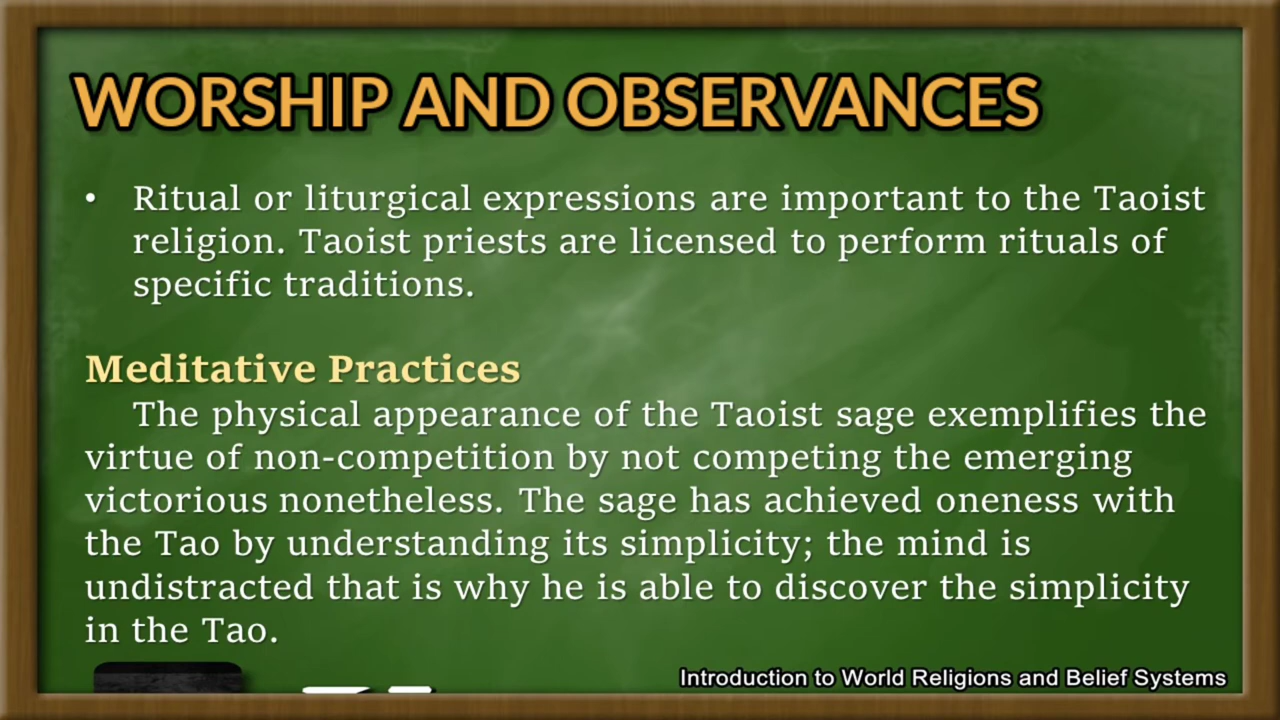 WORSHIP AND OBSERVANCES
• Ritual or liturgical expressions are important to the Taoist
religion. Taoist priests are licensed to perform rituals of
specific traditions.
Meditative Practices
The physical appearance of the Taoist sage exemplifies the
virtue of non-competition by not competing the emerging
victorious nonetheless. The sage has achieved oneness with
the Tao by understanding its simplicity; the mind is
undistracted that is why he is able to discover the simplicity
in the Tao.
Introduction to World Religions and Belief Systems